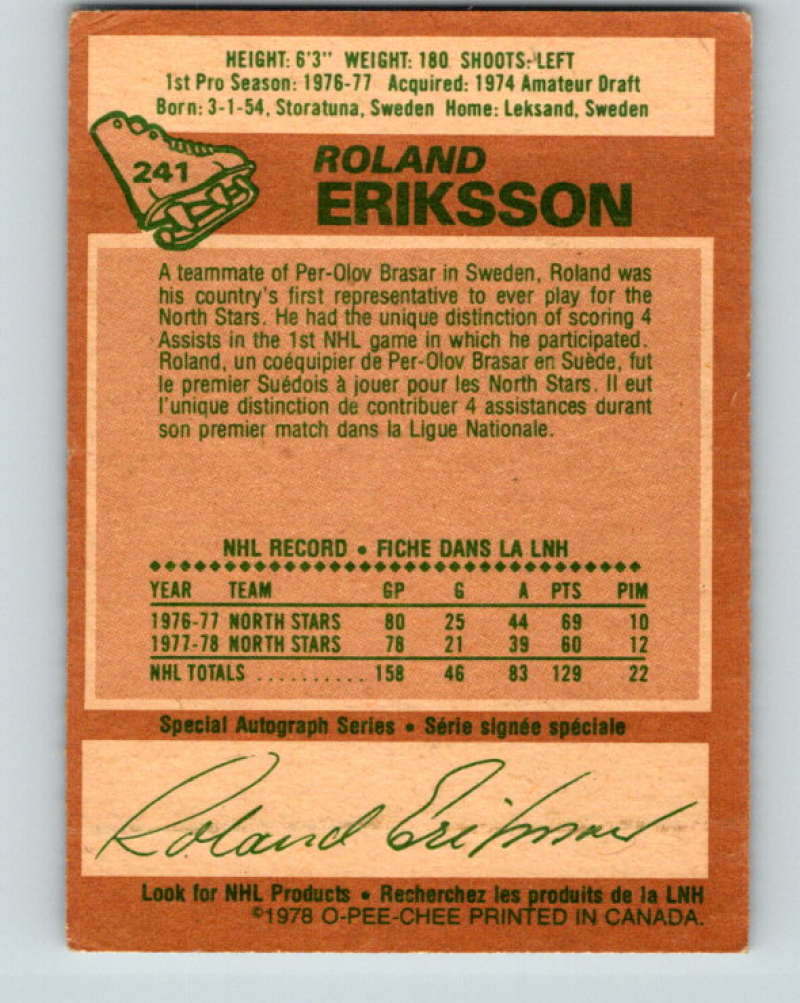 HEIGHT: 6'3" WEIGHT: 180 SHOOTS: LEFT
1st Pro Season: 1976-77 Acquired: 1974 Amateur Draft
Born: 3-1-54, Storatuna, Sweden Home: Leksand, Sweden
241
ROLAND
ERIKSSON
A teammate of Per-Olov Brasar in Sweden, Roland was
his country's first representative to ever play for the
North Stars. He had the unique distinction of scoring 4
Assists in the 1st NHL game in which he participated.
Roland, un coéquipier de Per-Olov Brasar en Suède, fut
le premier Suédois à jouer pour les North Stars. Il eut
l'unique distinction de contribuer 4 assistances durant
son premier match dans la Ligue Nationale.
NHL RECORD • FICHE DANS LA LNH
YEAR TEAM GP G A PTS PIM
1976-77 NORTH STARS 80 25 44 69 10
1977-78 NORTH STARS 78 21 39 60 12
NHL TOTALS .......... 158 46 83 129 22
Special Autograph Series • Série signée spéciale
Roland Eriksson
Look for NHL Products • Recherchez les produits de la LNH
©1978 O-PEE-CHEE PRINTED IN CANADA.